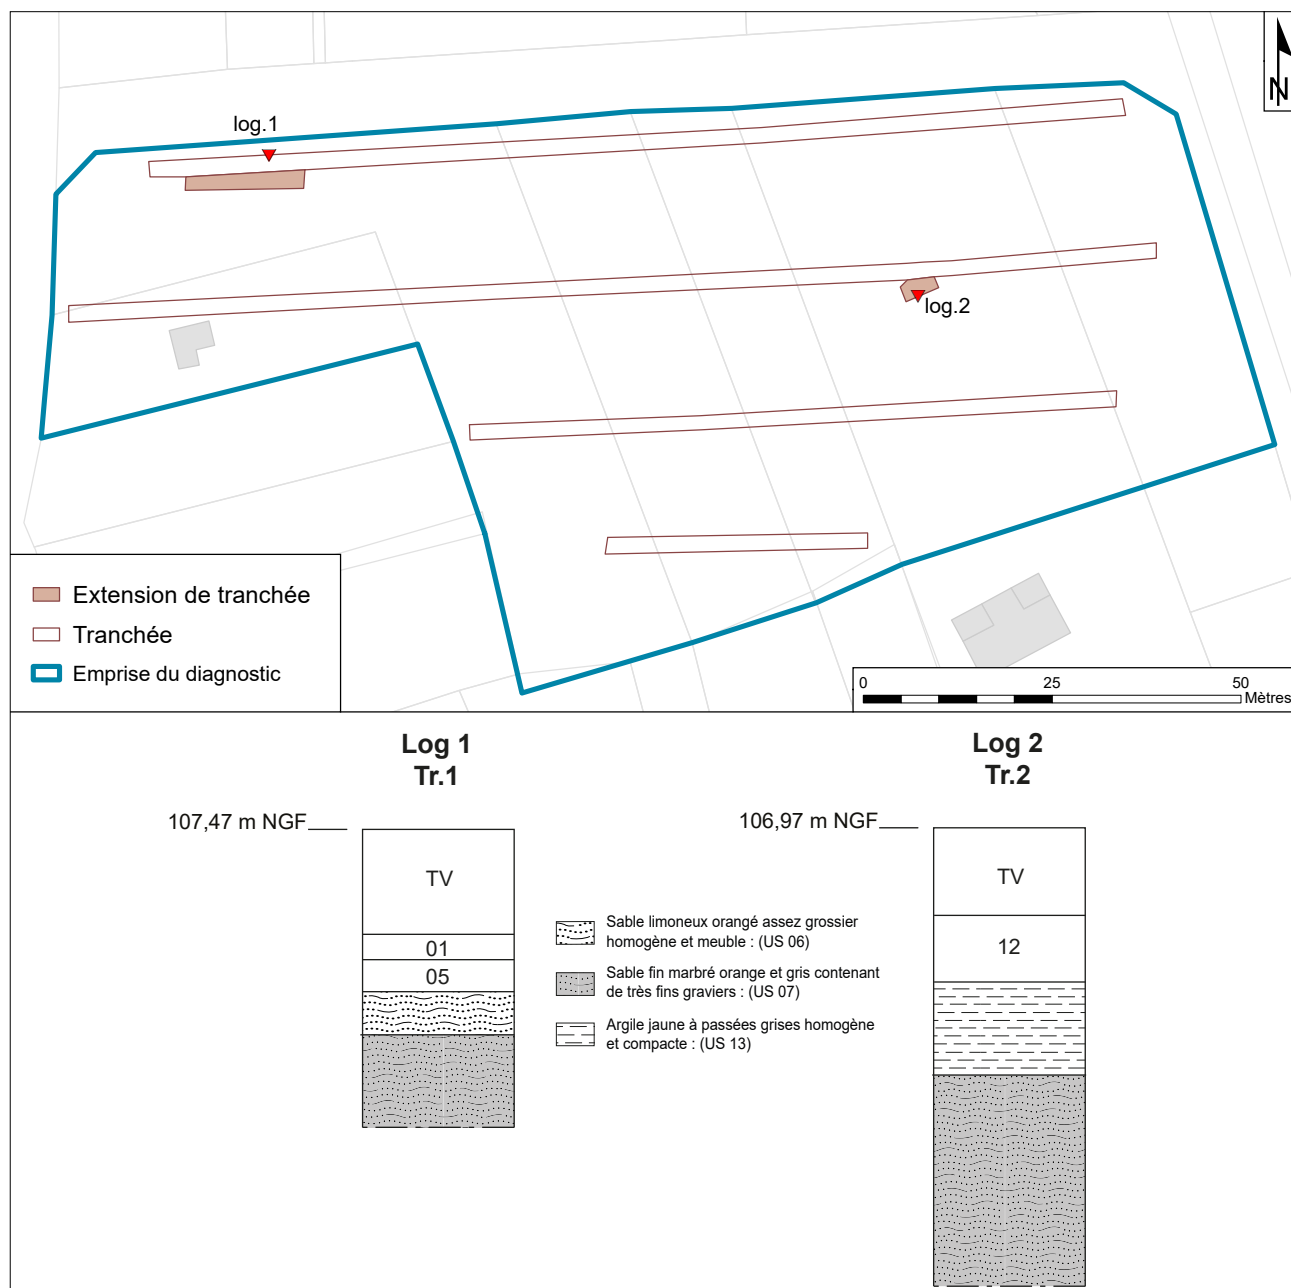 log.1
N
log.2
Extension de tranchée
Tranchée
Emprise du diagnostic
0 25 50
Mètres
Log 1
Tr.1
Log 2
Tr.2
107,47 m NGF
106,97 m NGF
TV
01
05
Sable limoneux orangé assez grossier
homogène et meuble : (US 06)
Sable fin marbré orange et gris contenant
de très fins graviers : (US 07)
Argile jaune à passées grises homogène
et compacte : (US 13)
TV
12